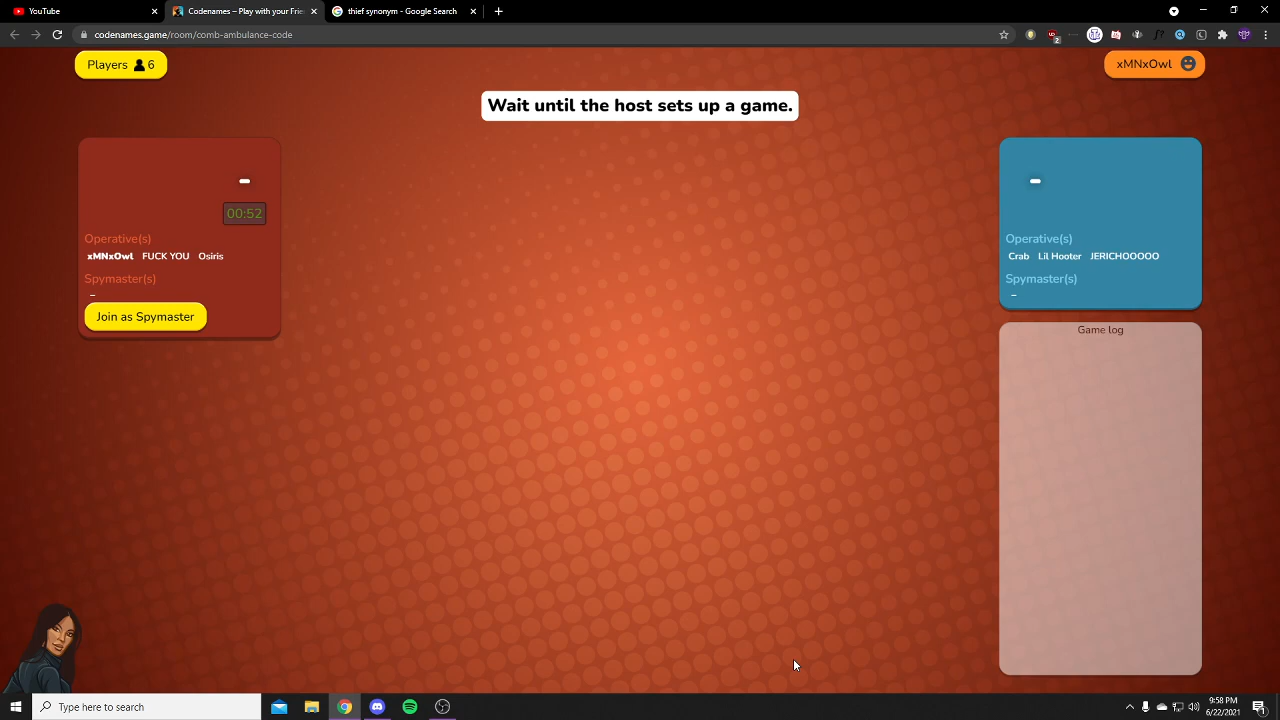 YouTube
Codenames – Play with your Frie
thief synonym - Google Search
codenames.game/room/comb-ambulance-code
2
Players 6
xMNxOwl
Wait until the host sets up a game.
-
00:52
Operative(s)
xMNxOwl FUCK YOU Osiris
Spymaster(s)
–
Join as Spymaster
-
Operative(s)
Crab Lil Hooter JERICHOOOOO
Spymaster(s)
–
Game log
Type here to search
9:58 PM
6/22/2021